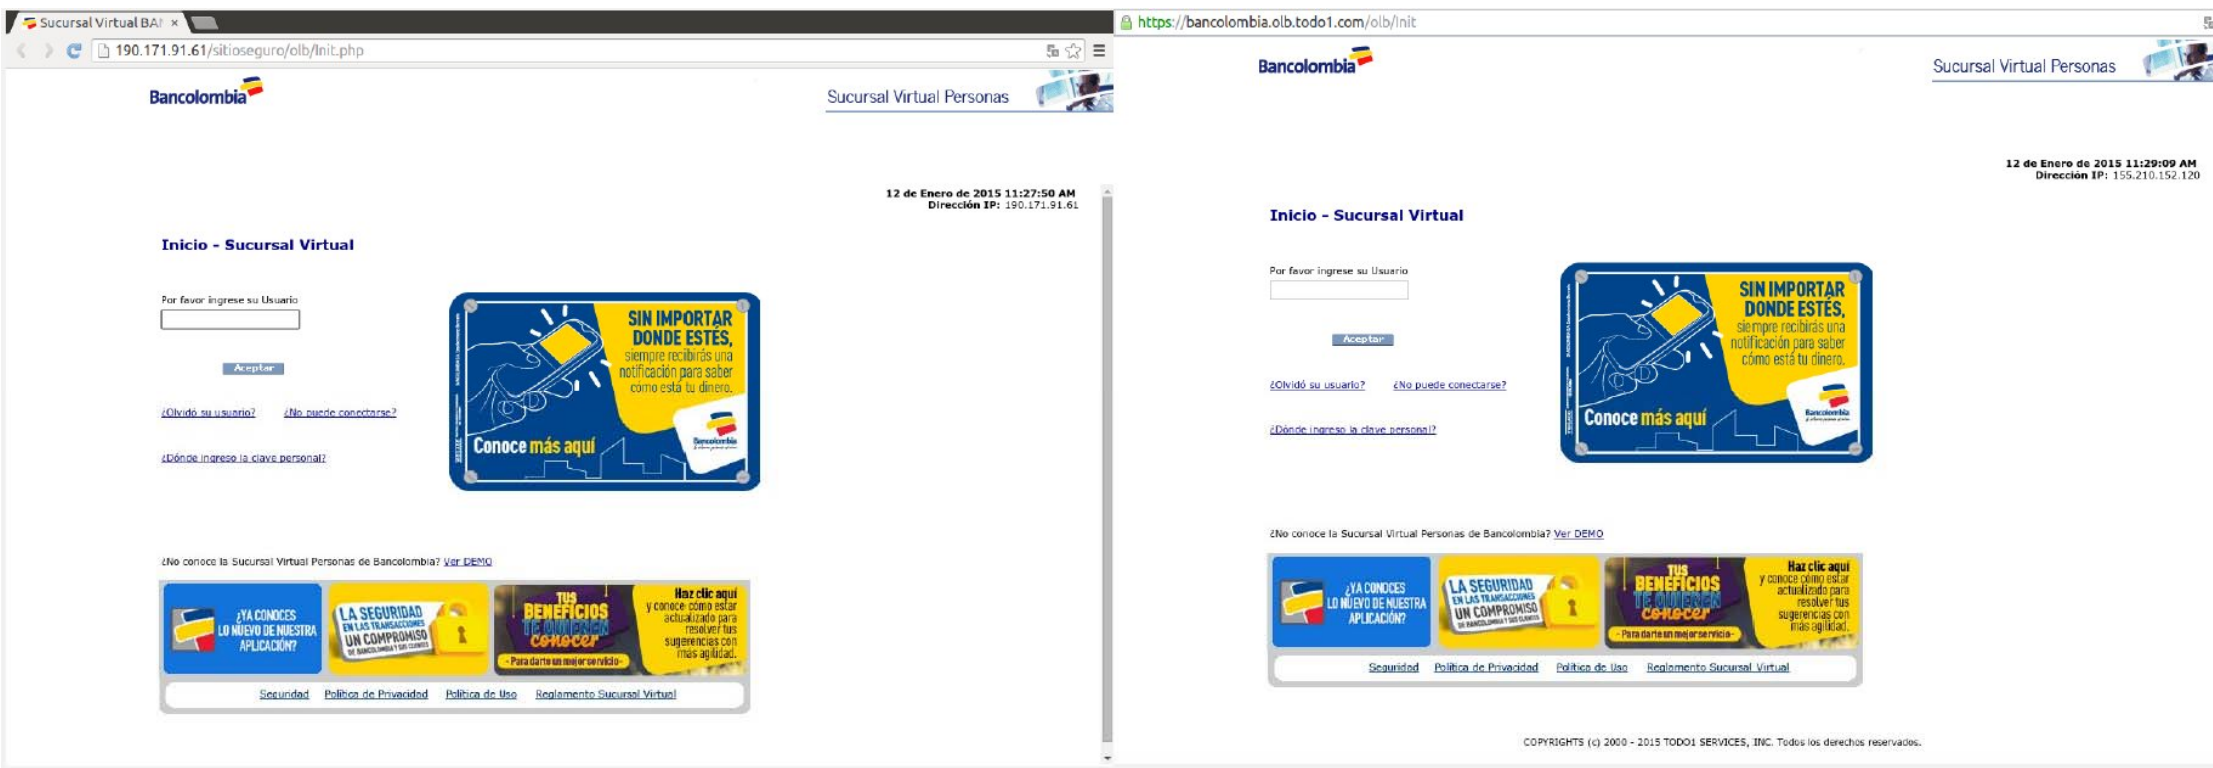 Sucursal Virtual BAN
190.171.91.61/sitioseguro/olb/Init.php
Bancolombia
Sucursal Virtual Personas
12 de Enero de 2015 11:27:50 AM
Dirección IP: 190.171.91.61
Inicio - Sucursal Virtual
Por favor ingrese su Usuario
Aceptar
¿Olvidó su usuario? ¿No puede conectarse?
¿Dónde ingreso la clave personal?
SIN IMPORTAR
DONDE ESTÉS,
siempre recibirás una
notificación para saber
cómo está tu dinero.
Bancolombia
Conoce más aquí
¿No conoce la Sucursal Virtual Personas de Bancolombia? Ver DEMO
¿YA CONOCES
LO NUEVO DE NUESTRA
APLICACIÓN?
LA SEGURIDAD
EN LAS TRANSACCIONES
UN COMPROMISO
DE BANCOLOMBIA Y SUS CLIENTES
TUS
BENEFICIOS
TE QUIEREN
CONOCER
- Para darte un mejor servicio -
Haz clic aquí
y conoce cómo estar
actualizado para
resolver tus
sugerencias con
más agilidad.
Seguridad Política de Privacidad Política de Uso Reglamento Sucursal Virtual
https://bancolombia.olb.todo1.com/olb/Init
Bancolombia
Sucursal Virtual Personas
12 de Enero de 2015 11:29:09 AM
Dirección IP: 155.210.152.120
Inicio - Sucursal Virtual
Por favor ingrese su Usuario
Aceptar
¿Olvidó su usuario? ¿No puede conectarse?
¿Dónde ingreso la clave personal?
SIN IMPORTAR
DONDE ESTÉS,
siempre recibirás una
notificación para saber
cómo está tu dinero.
Bancolombia
Conoce más aquí
¿No conoce la Sucursal Virtual Personas de Bancolombia? Ver DEMO
¿YA CONOCES
LO NUEVO DE NUESTRA
APLICACIÓN?
LA SEGURIDAD
EN LAS TRANSACCIONES
UN COMPROMISO
DE BANCOLOMBIA Y SUS CLIENTES
TUS
BENEFICIOS
TE QUIEREN
CONOCER
- Para darte un mejor servicio -
Haz clic aquí
y conoce cómo estar
actualizado para
resolver tus
sugerencias con
más agilidad.
Seguridad Política de Privacidad Política de Uso Reglamento Sucursal Virtual
COPYRIGHTS (c) 2000 - 2015 TODO1 SERVICES, INC. Todos los derechos reservados.